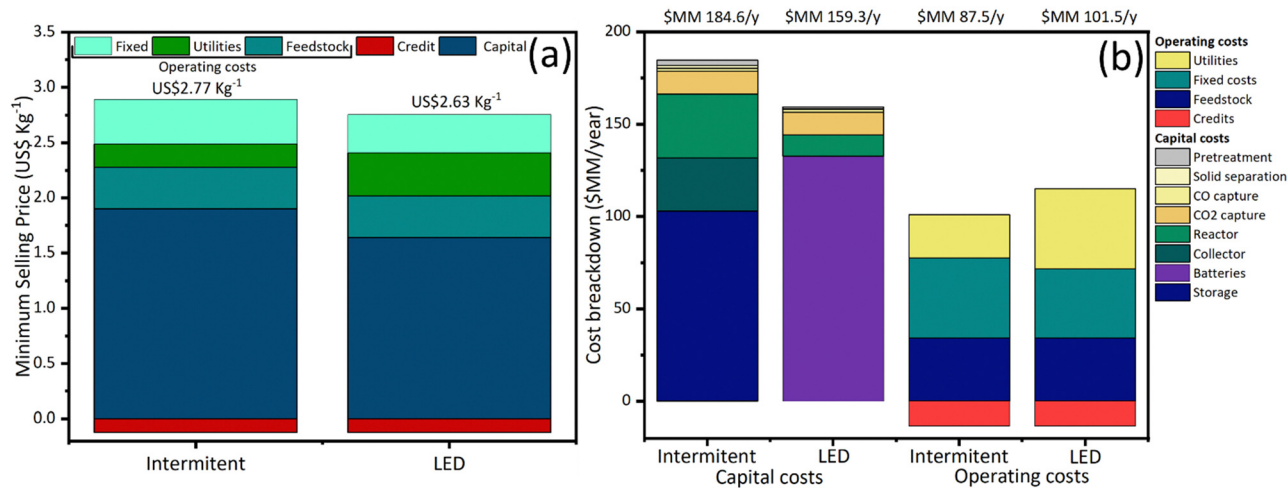 (a)
Fixed Utilities Feedstock Credit Capital
Operating costs
US$2.77 Kg-1
US$2.63 Kg-1
Minimum Selling Price (US$ Kg-1)
3.5
3.0
2.5
2.0
1.5
1.0
0.5
0.0
Intermitent LED
$MM 184.6/y $MM 159.3/y $MM 87.5/y $MM 101.5/y
(b)
Cost breackdown ($MM/year)
200
150
100
50
0
Intermitent LED Intermitent LED
Capital costs Operating costs
Operating costs
Utilities
Fixed costs
Feedstock
Credits
Capital costs
Pretreatment
Solid separation
CO capture
CO2 capture
Reactor
Collector
Batteries
Storage